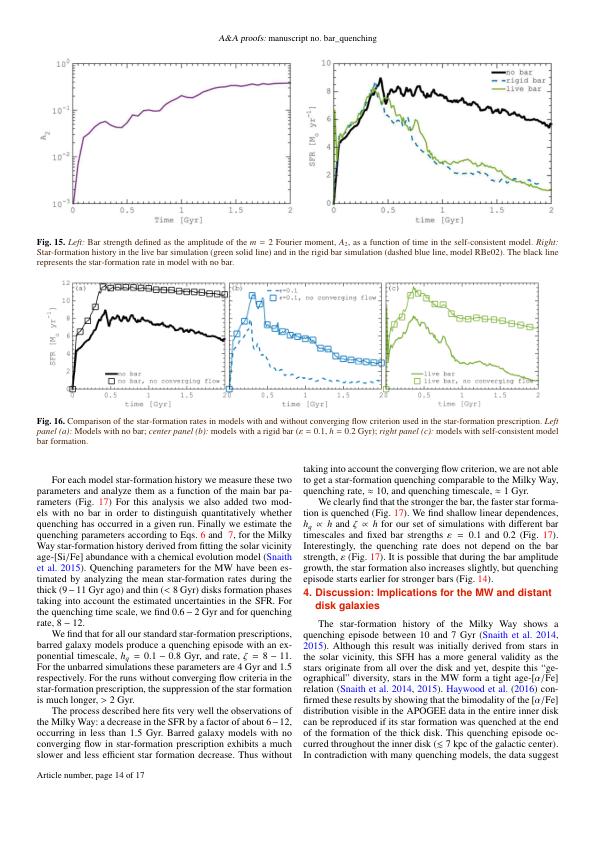 A&A proofs: manuscript no. bar_quenching
10⁰
10⁻¹
10⁻²
10⁻³
A₂
0
0.5
1
1.5
2
Time [Gyr]
10
8
6
4
2
0
SFR [M☉ yr⁻¹]
no bar
rigid bar
live bar
0
0.5
1
1.5
2
time [Gyr]
Fig. 15. Left: Bar strength defined as the amplitude of the m = 2 Fourier moment, A₂, as a function of time in the self-consistent model. Right:
Star-formation history in the live bar simulation (green solid line) and in the rigid bar simulation (dashed blue line, model RBe02). The black line
represents the star-formation rate in model with no bar.
12
10
8
6
4
2
0
SFR [M☉ yr⁻¹]
(a)
no bar
no bar, no converging flow
0
0.5
1
1.5
time [Gyr]
(b)
ε=0.1
ε=0.1, no converging flow
0
0.5
1
1.5
time [Gyr]
(c)
live bar
live bar, no converging flow
0
0.5
1
1.5
2
time [Gyr]
Fig. 16. Comparison of the star-formation rates in models with and without converging flow criterion used in the star-formation prescription. Left
panel (a): Models with no bar; center panel (b): models with a rigid bar (ε = 0.1, h = 0.2 Gyr); right panel (c): models with self-consistent model
bar formation.
For each model star-formation history we measure these two
parameters and analyze them as a function of the main bar pa-
rameters (Fig. 17) For this analysis we also added two mod-
els with no bar in order to distinguish quantitatively whether
quenching has occurred in a given run. Finally we estimate the
quenching parameters according to Eqs. 6 and 7, for the Milky
Way star-formation history derived from fitting the solar vicinity
age-[Si/Fe] abundance with a chemical evolution model (Snaith
et al. 2015). Quenching parameters for the MW have been es-
timated by analyzing the mean star-formation rates during the
thick (9 − 11 Gyr ago) and thin (< 8 Gyr) disks formation phases
taking into account the estimated uncertainties in the SFR. For
the quenching time scale, we find 0.6 − 2 Gyr and for quenching
rate, 8 − 12.
We find that for all our standard star-formation prescriptions,
barred galaxy models produce a quenching episode with an ex-
ponential timescale, h_q = 0.1 − 0.8 Gyr, and rate, ζ = 8 − 11.
For the unbarred simulations these parameters are 4 Gyr and 1.5
respectively. For the runs without converging flow criteria in the
star-formation prescription, the suppression of the star formation
is much longer, > 2 Gyr.
The process described here fits very well the observations of
the Milky Way: a decrease in the SFR by a factor of about 6 − 12,
occurring in less than 1.5 Gyr. Barred galaxy models with no
converging flow in star-formation prescription exhibits a much
slower and less efficient star formation decrease. Thus without
taking into account the converging flow criterion, we are not able
to get a star-formation quenching comparable to the Milky Way,
quenching rate, ≈ 10, and quenching timescale, ≈ 1 Gyr.
We clearly find that the stronger the bar, the faster star forma-
tion is quenched (Fig. 17). We find shallow linear dependences,
h_q ∝ h and ζ ∝ h for our set of simulations with different bar
timescales and fixed bar strengths ε = 0.1 and 0.2 (Fig. 17).
Interestingly, the quenching rate does not depend on the bar
strength, ε (Fig. 17). It is possible that during the bar amplitude
growth, the star formation also increases slightly, but quenching
episode starts earlier for stronger bars (Fig. 14).
4. Discussion: Implications for the MW and distant
disk galaxies
The star-formation history of the Milky Way shows a
quenching episode between 10 and 7 Gyr (Snaith et al. 2014,
2015). Although this result was initially derived from stars in
the solar vicinity, this SFH has a more general validity as the
stars originate from all over the disk and yet, despite this "ge-
ographical" diversity, stars in the MW form a tight age-[α/Fe]
relation (Snaith et al. 2014, 2015). Haywood et al. (2016) con-
firmed these results by showing that the bimodality of the [α/Fe]
distribution visible in the APOGEE data in the entire inner disk
can be reproduced if its star formation was quenched at the end
of the formation of the thick disk. This quenching episode oc-
curred throughout the inner disk (≤ 7 kpc of the galactic center).
In contradiction with many quenching models, the data suggest
Article number, page 14 of 17